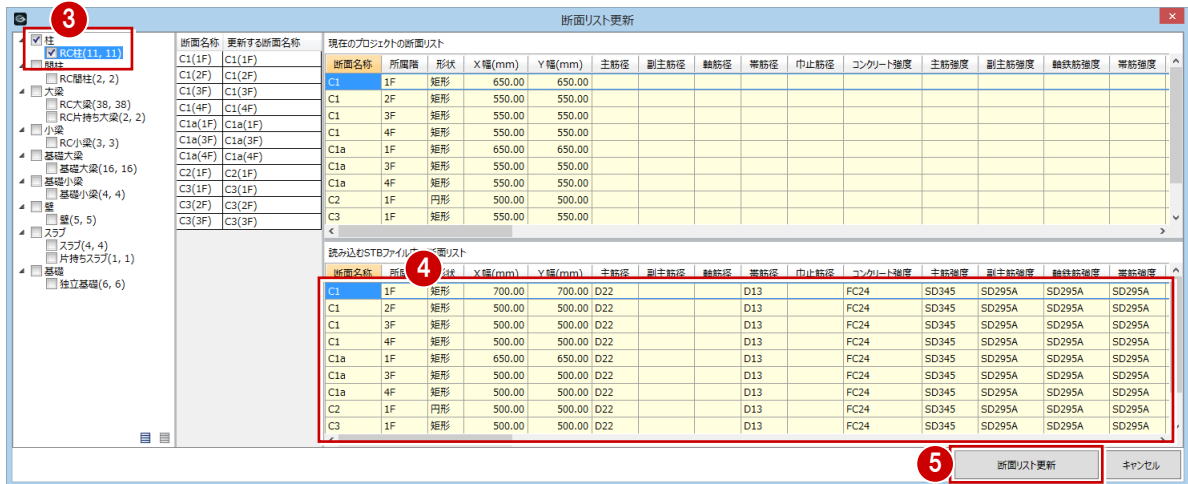 断面リスト更新
3
柱
RC柱(11, 11)
間柱
RC間柱(2, 2)
大梁
RC大梁(38, 38)
RC片持ち大梁(2, 2)
小梁
RC小梁(3, 3)
基礎大梁
基礎大梁(16, 16)
基礎小梁
基礎小梁(4, 4)
壁
壁(5, 5)
スラブ
スラブ(4, 4)
片持ちスラブ(1, 1)
基礎
独立基礎(6, 6)
断面名称 更新する断面名称
C1(1F) C1(1F)
C1(2F) C1(2F)
C1(3F) C1(3F)
C1(4F) C1(4F)
C1a(1F) C1a(1F)
C1a(3F) C1a(3F)
C1a(4F) C1a(4F)
C2(1F) C2(1F)
C3(1F) C3(1F)
C3(2F) C3(2F)
C3(3F) C3(3F)
現在のプロジェクトの断面リスト
断面名称 所属階 形状 X幅(mm) Y幅(mm) 主筋径 副主筋径 軸筋径 帯筋径 中止筋径 コンクリート強度 主筋強度 副主筋強度 軸鉄筋強度 帯筋強度
C1 1F 矩形 650.00 650.00
C1 2F 矩形 550.00 550.00
C1 3F 矩形 550.00 550.00
C1 4F 矩形 550.00 550.00
C1a 1F 矩形 650.00 650.00
C1a 3F 矩形 550.00 550.00
C1a 4F 矩形 550.00 550.00
C2 1F 円形 500.00 500.00
C3 1F 矩形 550.00 550.00
読み込むSTBファイル 断面リスト
4
断面名称 所属 形状 X幅(mm) Y幅(mm) 主筋径 副主筋径 軸筋径 帯筋径 中止筋径 コンクリート強度 主筋強度 副主筋強度 軸鉄筋強度 帯筋強度
C1 1F 矩形 700.00 700.00 D22 D13 FC24 SD345 SD295A SD295A SD295A
C1 2F 矩形 500.00 500.00 D22 D13 FC24 SD345 SD295A SD295A SD295A
C1 3F 矩形 500.00 500.00 D22 D13 FC24 SD345 SD295A SD295A SD295A
C1 4F 矩形 500.00 500.00 D22 D13 FC24 SD345 SD295A SD295A SD295A
C1a 1F 矩形 650.00 650.00 D22 D13 FC24 SD345 SD295A SD295A SD295A
C1a 3F 矩形 500.00 500.00 D22 D13 FC24 SD345 SD295A SD295A SD295A
C1a 4F 矩形 500.00 500.00 D22 D13 FC24 SD345 SD295A SD295A SD295A
C2 1F 円形 500.00 500.00 D22 D13 FC24 SD345 SD295A SD295A SD295A
C3 1F 矩形 500.00 500.00 D22 D13 FC24 SD345 SD295A SD295A SD295A
5
断面リスト更新
キャンセル